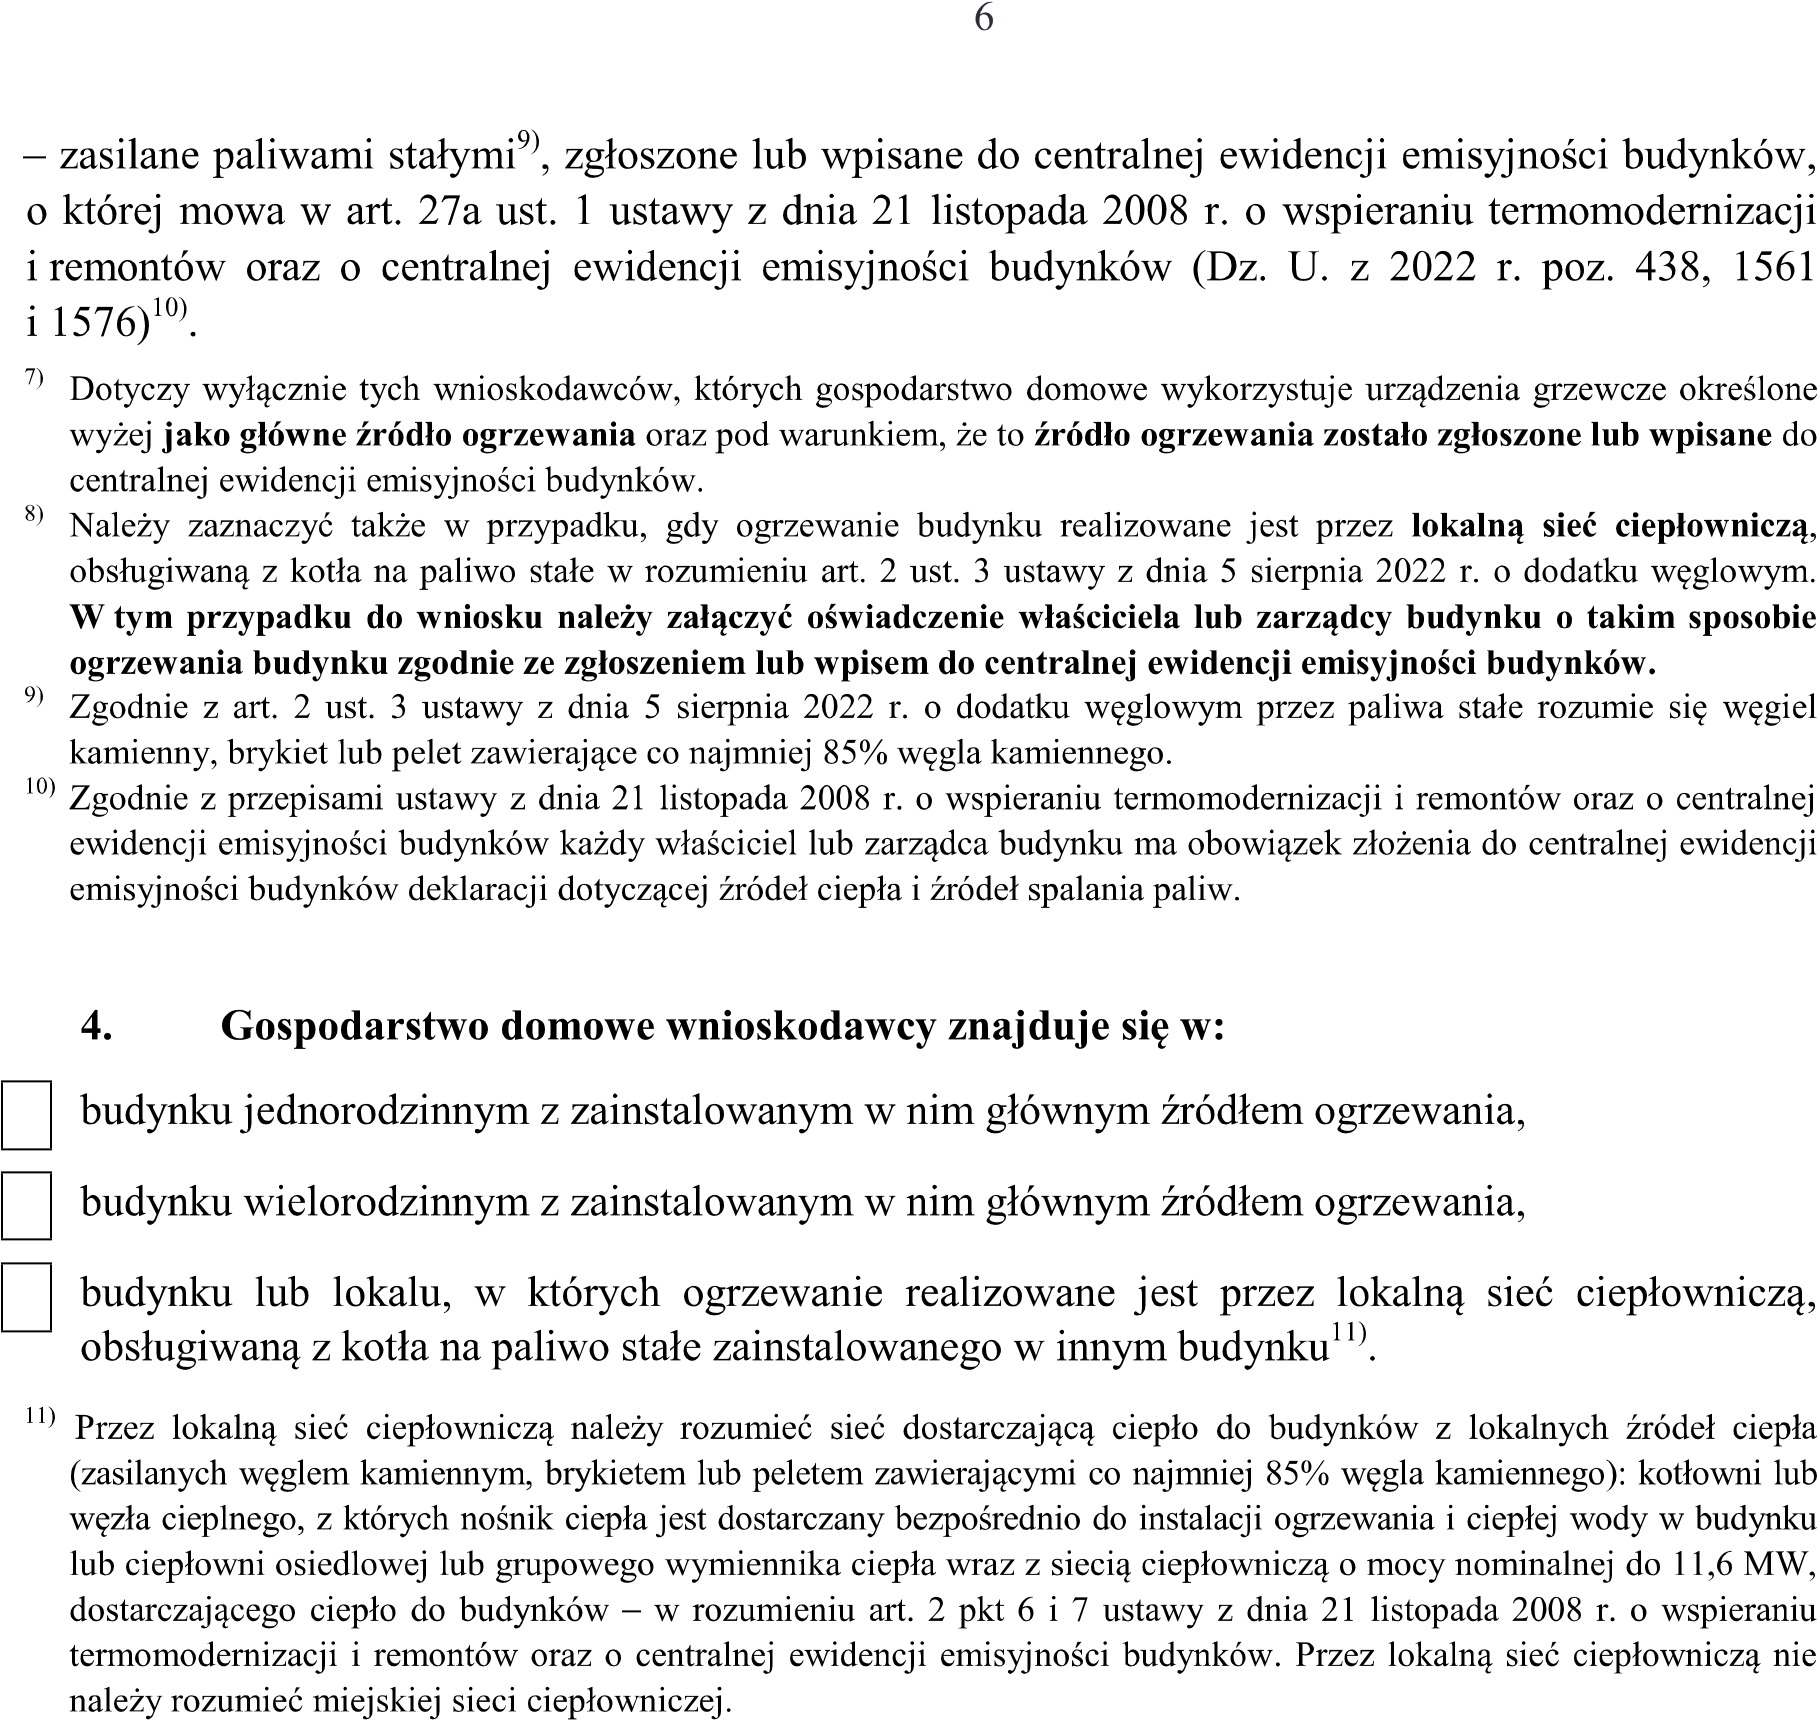 6
– zasilane paliwami stałymi9), zgłoszone lub wpisane do centralnej ewidencji emisyjności budynków,
o której mowa w art. 27a ust. 1 ustawy z dnia 21 listopada 2008 r. o wspieraniu termomodernizacji
i remontów oraz o centralnej ewidencji emisyjności budynków (Dz. U. z 2022 r. poz. 438, 1561
i 1576)10).
7) Dotyczy wyłącznie tych wnioskodawców, których gospodarstwo domowe wykorzystuje urządzenia grzewcze określone
wyżej jako główne źródło ogrzewania oraz pod warunkiem, że to źródło ogrzewania zostało zgłoszone lub wpisane do
centralnej ewidencji emisyjności budynków.
8) Należy zaznaczyć także w przypadku, gdy ogrzewanie budynku realizowane jest przez lokalną sieć ciepłowniczą,
obsługiwaną z kotła na paliwo stałe w rozumieniu art. 2 ust. 3 ustawy z dnia 5 sierpnia 2022 r. o dodatku węglowym.
W tym przypadku do wniosku należy załączyć oświadczenie właściciela lub zarządcy budynku o takim sposobie
ogrzewania budynku zgodnie ze zgłoszeniem lub wpisem do centralnej ewidencji emisyjności budynków.
9) Zgodnie z art. 2 ust. 3 ustawy z dnia 5 sierpnia 2022 r. o dodatku węglowym przez paliwa stałe rozumie się węgiel
kamienny, brykiet lub pelet zawierające co najmniej 85% węgla kamiennego.
10) Zgodnie z przepisami ustawy z dnia 21 listopada 2008 r. o wspieraniu termomodernizacji i remontów oraz o centralnej
ewidencji emisyjności budynków każdy właściciel lub zarządca budynku ma obowiązek złożenia do centralnej ewidencji
emisyjności budynków deklaracji dotyczącej źródeł ciepła i źródeł spalania paliw.
4. Gospodarstwo domowe wnioskodawcy znajduje się w:
budynku jednorodzinnym z zainstalowanym w nim głównym źródłem ogrzewania,
budynku wielorodzinnym z zainstalowanym w nim głównym źródłem ogrzewania,
budynku lub lokalu, w których ogrzewanie realizowane jest przez lokalną sieć ciepłowniczą,
obsługiwaną z kotła na paliwo stałe zainstalowanego w innym budynku11).
11) Przez lokalną sieć ciepłowniczą należy rozumieć sieć dostarczającą ciepło do budynków z lokalnych źródeł ciepła
(zasilanych węglem kamiennym, brykietem lub peletem zawierającymi co najmniej 85% węgla kamiennego): kotłowni lub
węzła cieplnego, z których nośnik ciepła jest dostarczany bezpośrednio do instalacji ogrzewania i ciepłej wody w budynku
lub ciepłowni osiedlowej lub grupowego wymiennika ciepła wraz z siecią ciepłowniczą o mocy nominalnej do 11,6 MW,
dostarczającego ciepło do budynków – w rozumieniu art. 2 pkt 6 i 7 ustawy z dnia 21 listopada 2008 r. o wspieraniu
termomodernizacji i remontów oraz o centralnej ewidencji emisyjności budynków. Przez lokalną sieć ciepłowniczą nie
należy rozumieć miejskiej sieci ciepłowniczej.